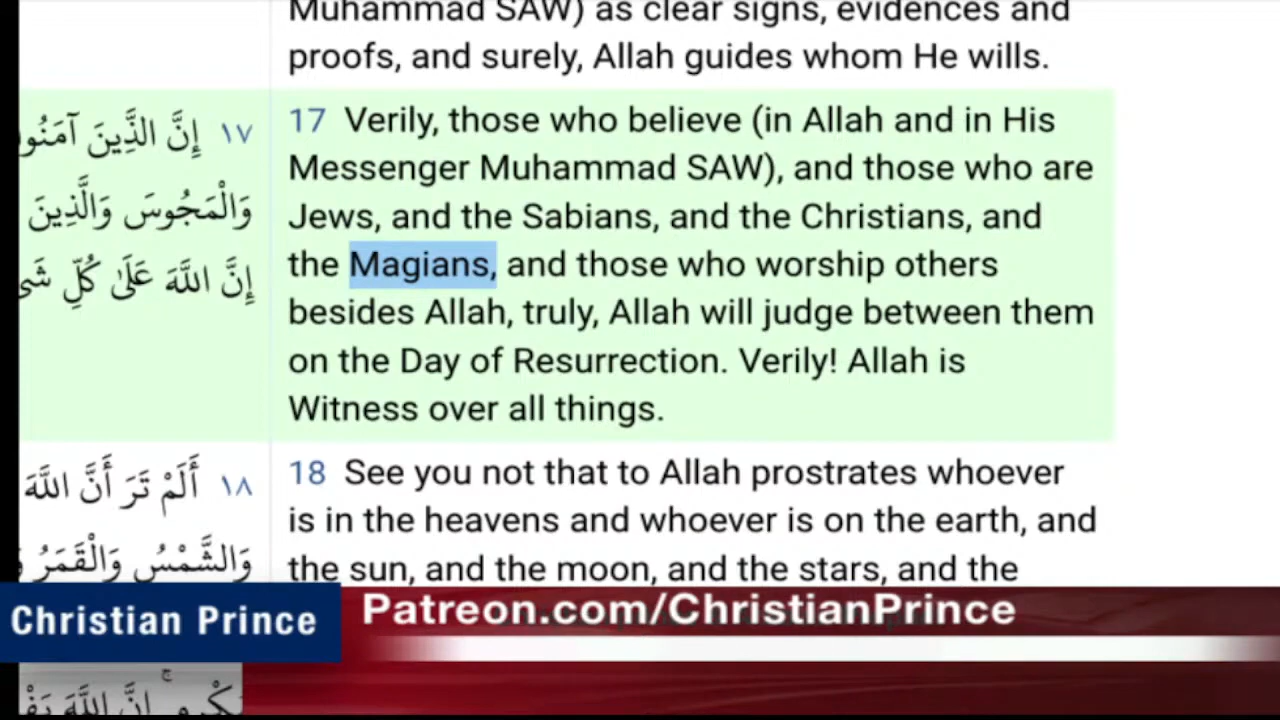 Muhammad SAW) as clear signs, evidences and
proofs, and surely, Allah guides whom He wills.
١٧ إِنَّ الَّذِينَ آمَنُوا
وَالْمَجُوسَ وَالَّذِينَ
إِنَّ اللَّهَ عَلَىٰ كُلِّ
17 Verily, those who believe (in Allah and in His
Messenger Muhammad SAW), and those who are
Jews, and the Sabians, and the Christians, and
the Magians, and those who worship others
besides Allah, truly, Allah will judge between them
on the Day of Resurrection. Verily! Allah is
Witness over all things.
١٨ أَلَمْ تَرَ أَنَّ اللَّهَ
وَالشَّمْسُ وَالْقَمَرُ
18 See you not that to Allah prostrates whoever
is in the heavens and whoever is on the earth, and
the sun, and the moon, and the stars, and the
Christian Prince
Patreon.com/ChristianPrince
إِنَّ اللَّهَ